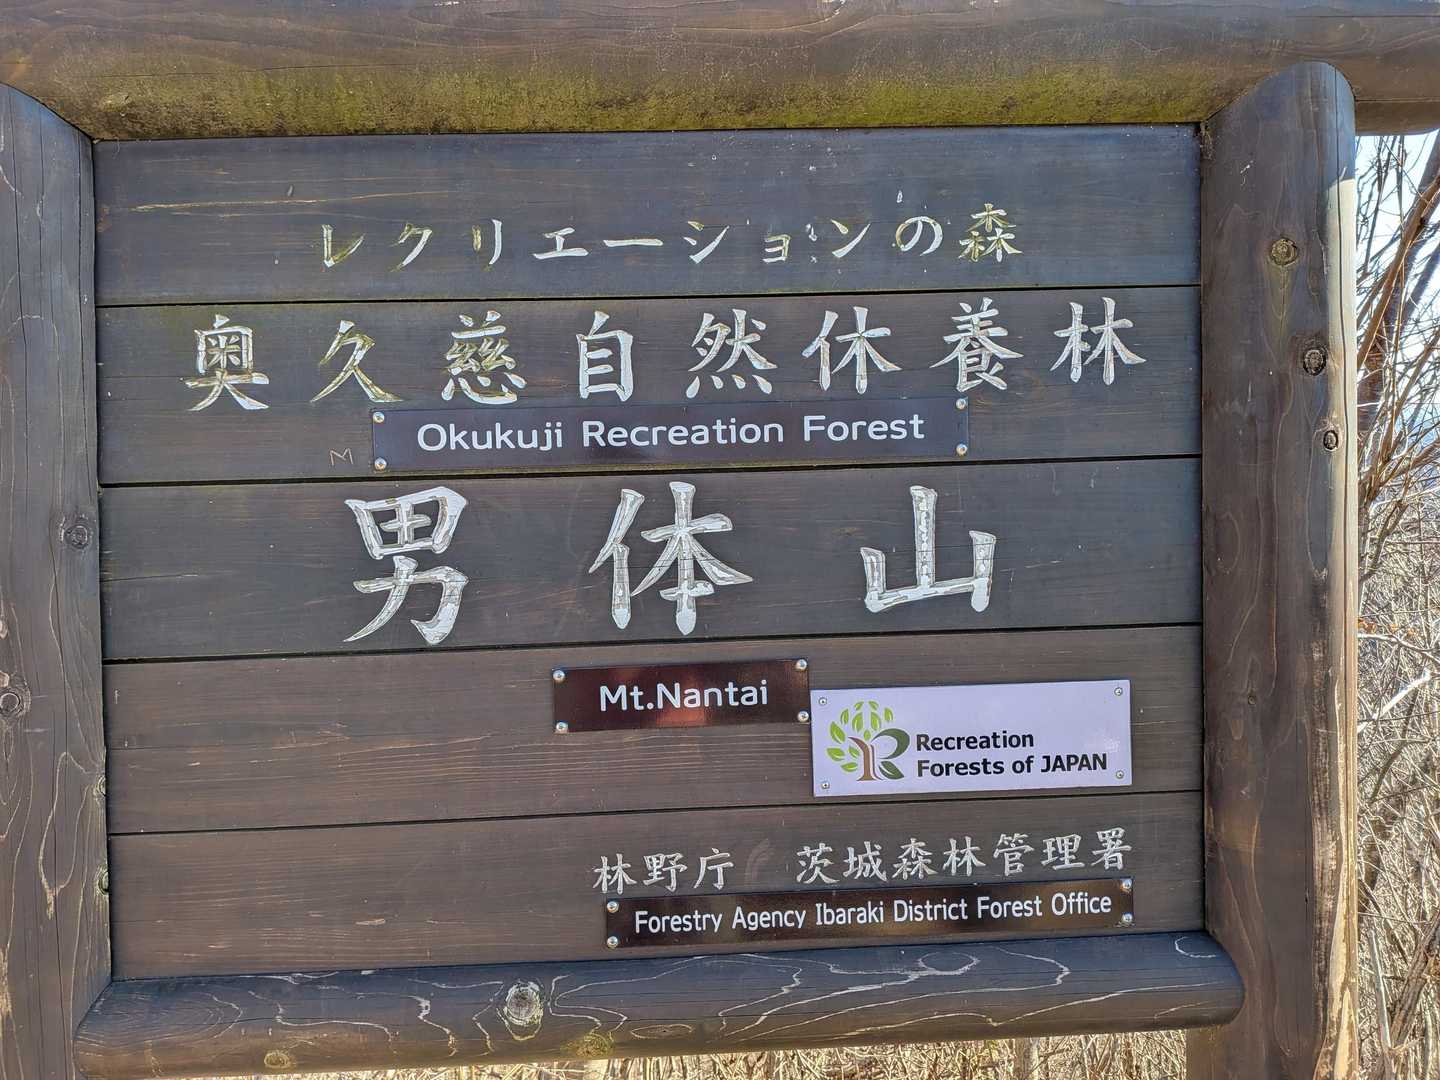 レクリエーションの森
奥久慈自然休養林
Okukuji Recreation Forest
M
男体山
Mt.Nantai
Recreation
Forests of JAPAN
林野庁 茨城森林管理署
Forestry Agency Ibaraki District Forest Office